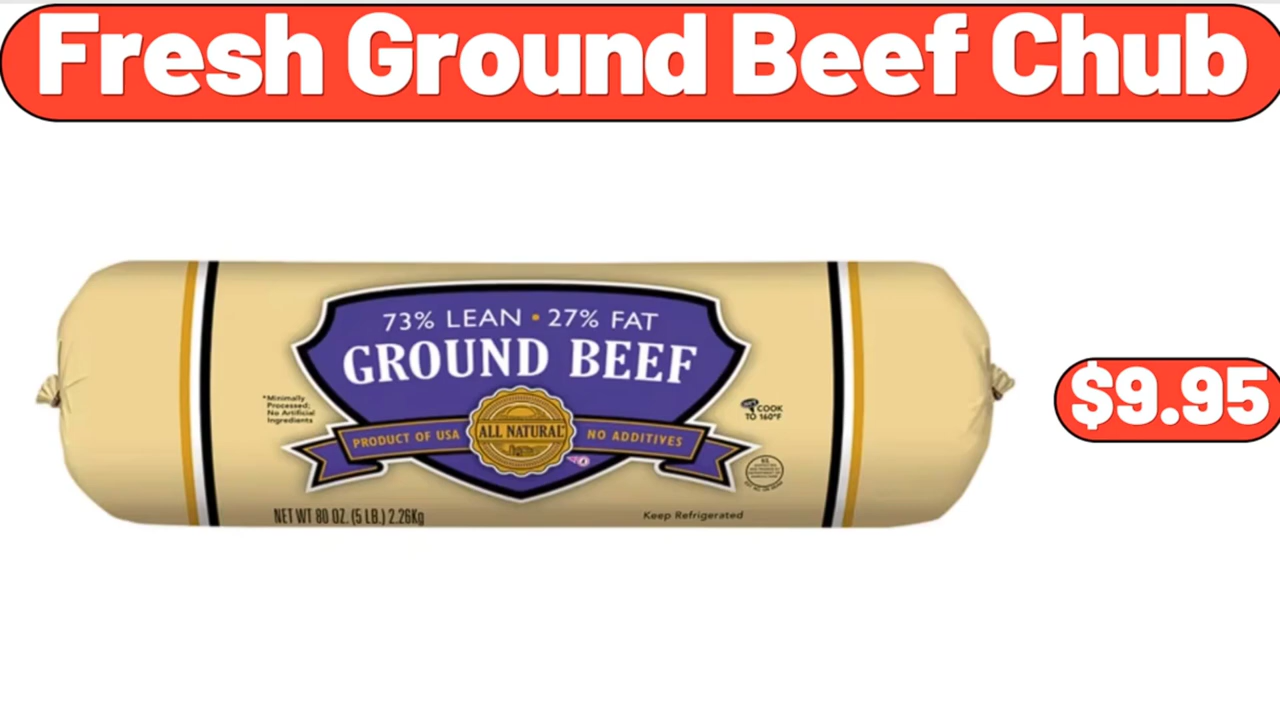 Fresh Ground Beef Chub
73% LEAN • 27% FAT
GROUND BEEF
*Minimally
Processed;
No Artificial
Ingredients
COOK
TO 160°F
PRODUCT OF USA
ALL NATURAL*
NO ADDITIVES
NET WT 80 OZ. (5 LB.) 2.26Kg
Keep Refrigerated
$9.95